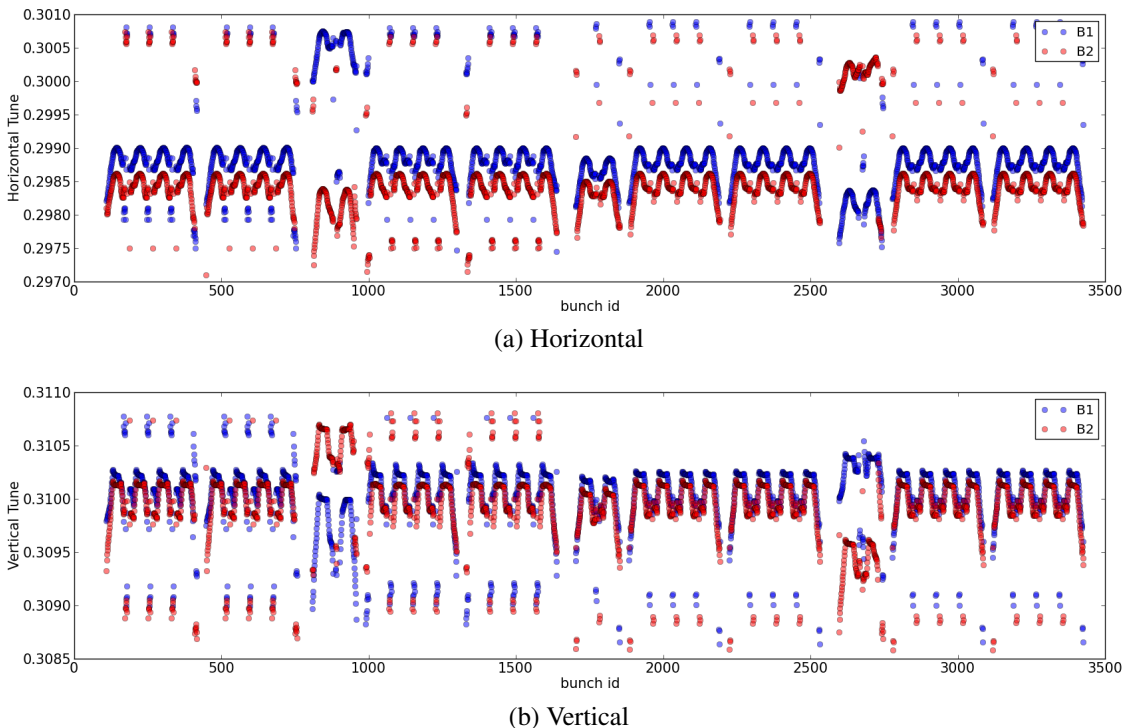 0.3010
0.3005
0.3000
0.2995
0.2990
0.2985
0.2980
0.2975
0.2970
Horizontal Tune
B1
B2
0 500 1000 1500 2000 2500 3000 3500
bunch id
(a) Horizontal
0.3110
0.3105
0.3100
0.3095
0.3090
0.3085
Vertical Tune
B1
B2
0 500 1000 1500 2000 2500 3000 3500
bunch id
(b) Vertical